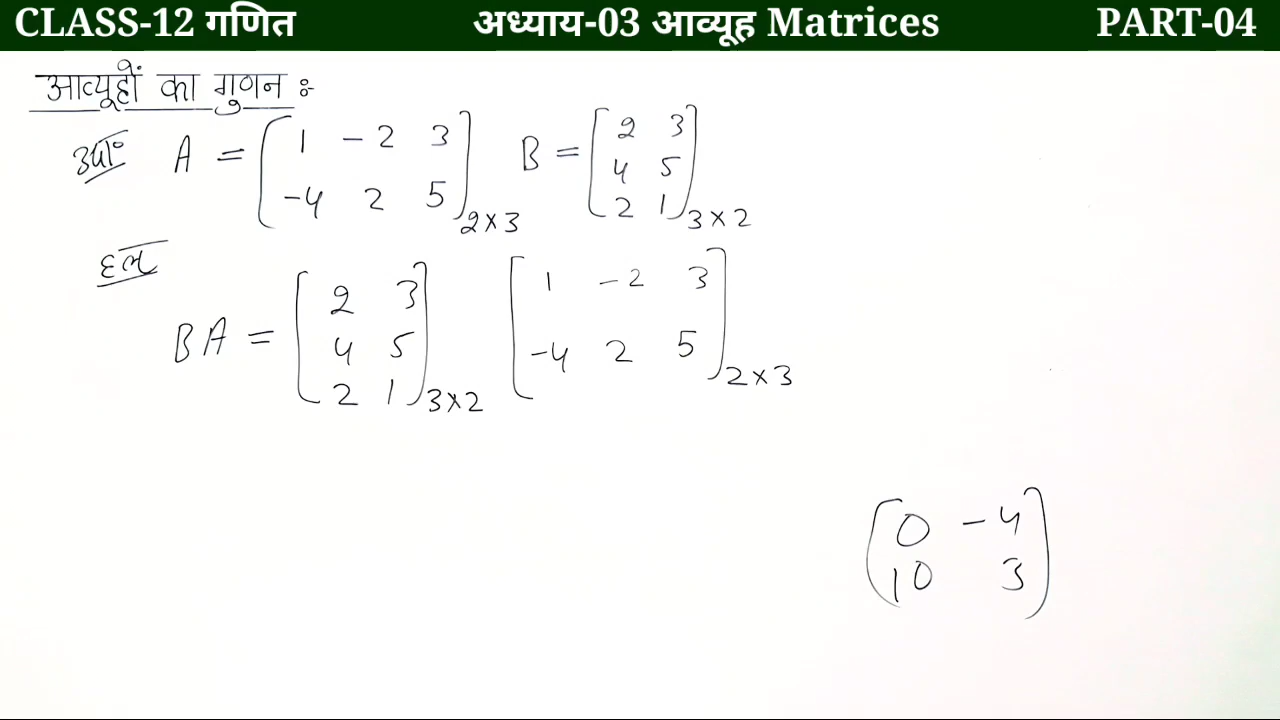 CLASS-12 गणित अध्याय-03 आव्यूह Matrices PART-04
आव्यूहों का गुणन :-
उदा० A = [1 -2 3 B = [2 3
-4 2 5] 2×3 4 5
2 1] 3×2
हल
BA = [2 3 [1 -2 3
4 5 -4 2 5] 2×3
2 1] 3×2
[0 -4
10 3]